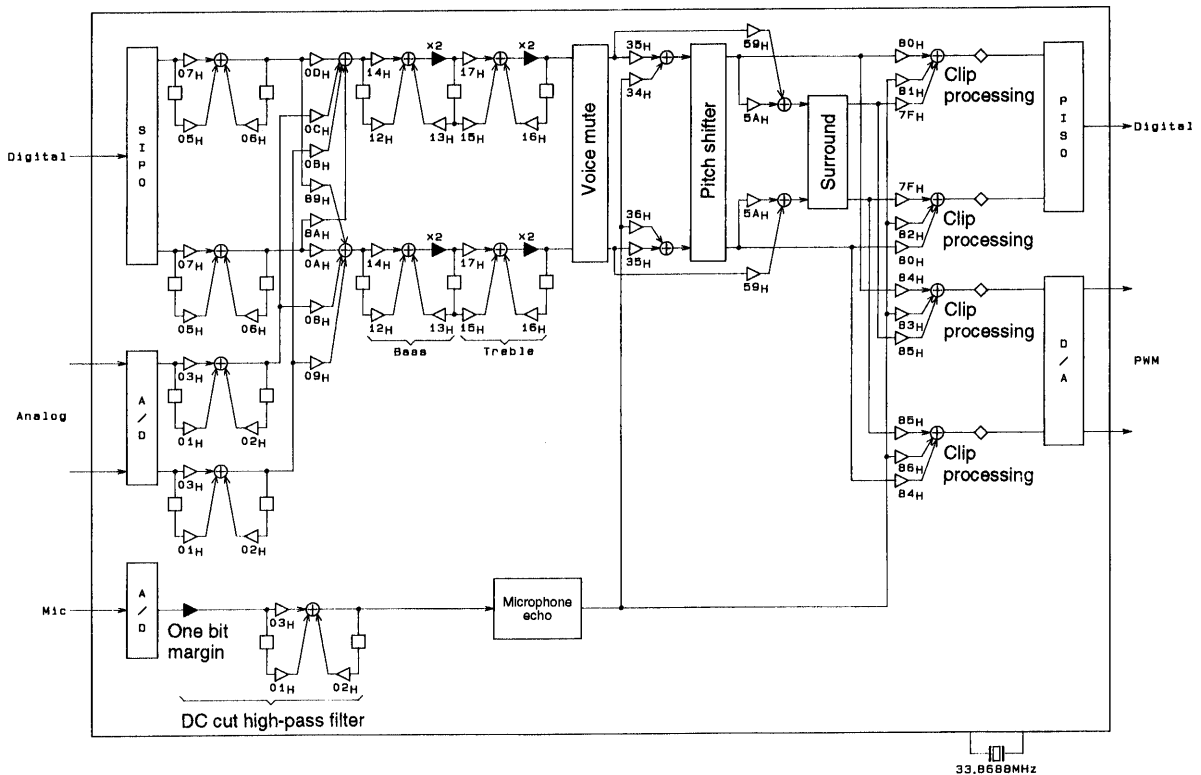 59H
07H
0DH
x2
x2
35H
80H
14H
17H
34H
81H
Clip
processing
7FH
0CH
5AH
05H
06H
12H
13H
15H
16H
Digital
SIPO
0BH
Voice mute
Pitch shifter
Surround
PISO
Digital
89H
7FH
8AH
36H
5AH
82H
Clip
processing
07H
0AH
x2
x2
14H
17H
35H
80H
59H
84H
08H
83H
Clip
processing
05H
06H
12H
13H
15H
16H
85H
Bass
Treble
03H
09H
A/D
D/A
PWM
Analog
01H
02H
85H
03H
86H
Clip
processing
84H
01H
02H
Mic
A/D
Microphone
echo
One bit
margin
03H
01H
02H
DC cut high-pass filter
33.8688MHz